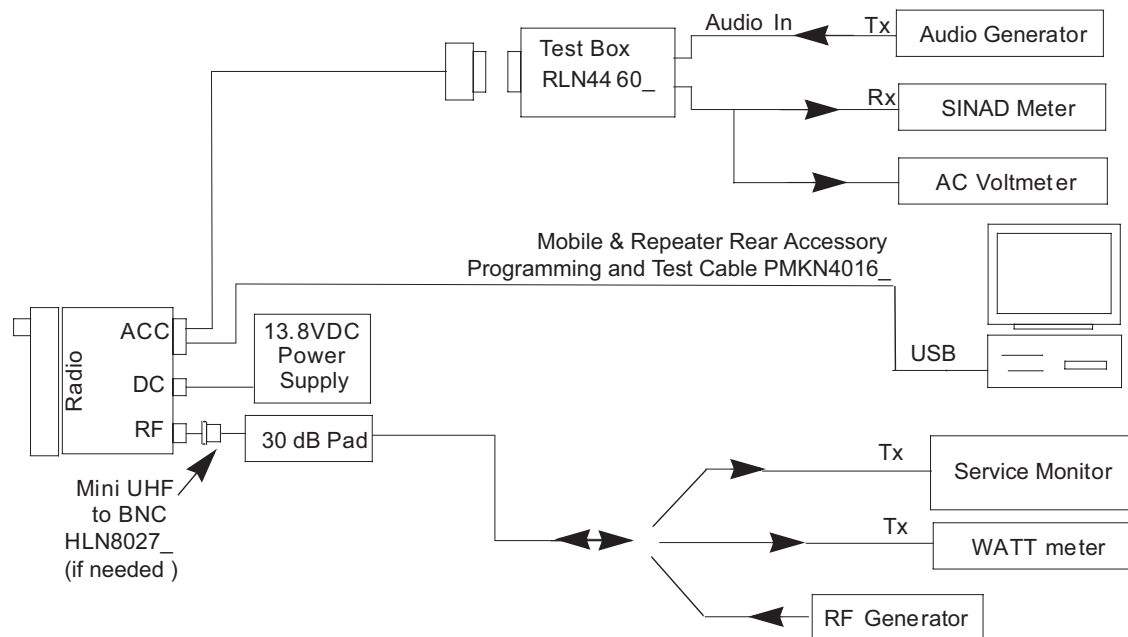 Audio In
Tx
Audio Generator
Test Box
RLN44 60_
Rx
SINAD Meter
AC Voltmeter
Mobile & Repeater Rear Accessory
Programming and Test Cable PMKN4016_
USB
Radio
ACC
DC
RF
13.8VDC
Power
Supply
30 dB Pad
Mini UHF
to BNC
HLN8027_
(if needed )
Tx
Service Monitor
Tx
WATT meter
RF Generator